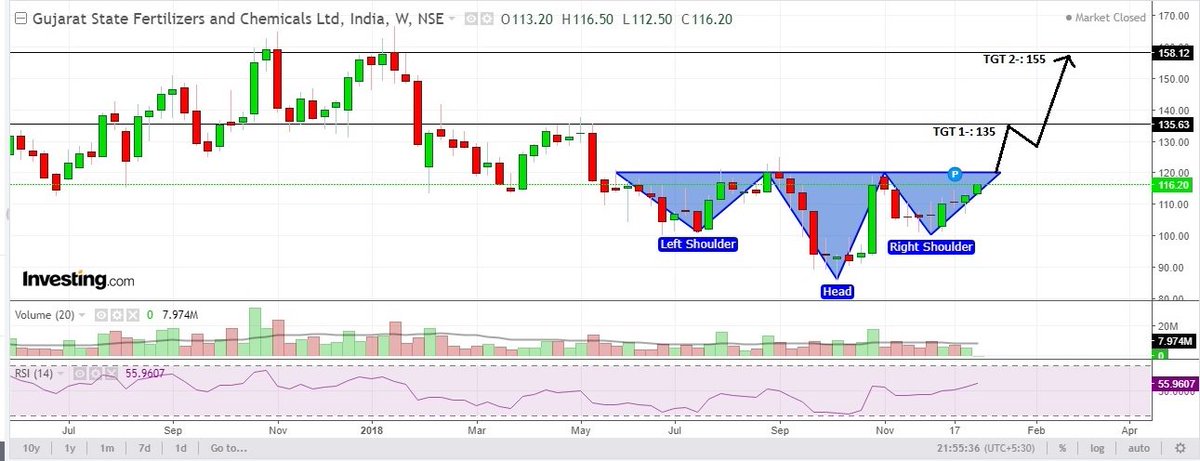 Gujarat State Fertilizers and Chemicals Ltd, India, W, NSE O113.20 H116.50 L112.50 C116.20
Market Closed
170.00
158.12
TGT 2-: 155
150.00
140.00
135.63
TGT 1-: 135
130.00
120.00
P
116.20
110.00
Left Shoulder
Right Shoulder
100.00
90.00
Head
80.00
Investing.com
Volume (20) 0 7.974M
20M
7.974M
0
RSI (14) 55.9607
55.9607
Jul Sep Nov 2018 Mar May Jul Sep Nov 17 Feb Apr
10y 1y 1m 7d 1d Go to... 21:55:36 (UTC+5:30) % log auto